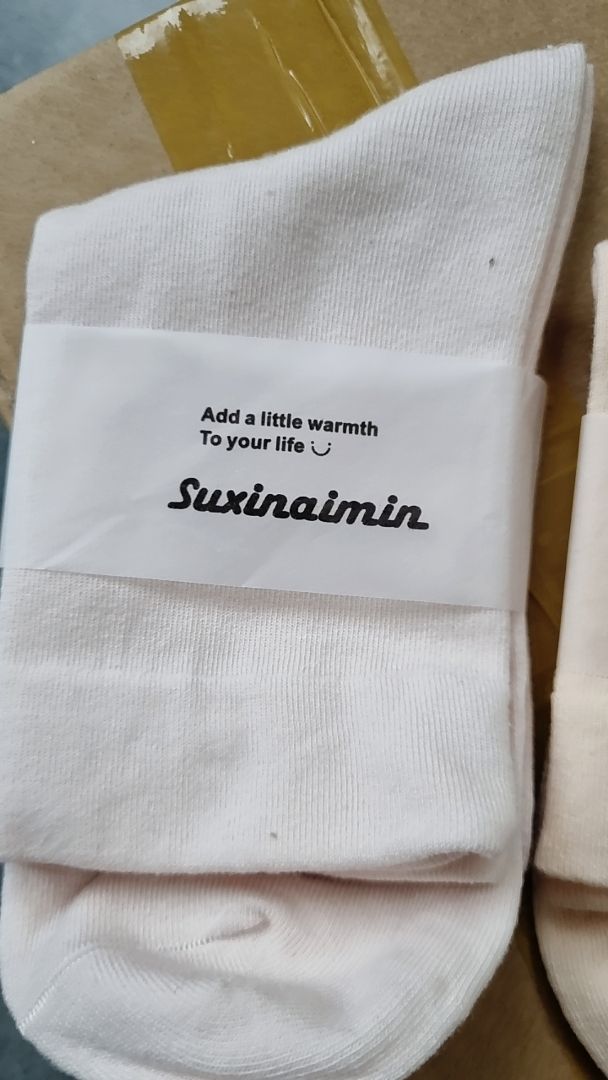 Add a little warmth
To your life
Suxinaimin